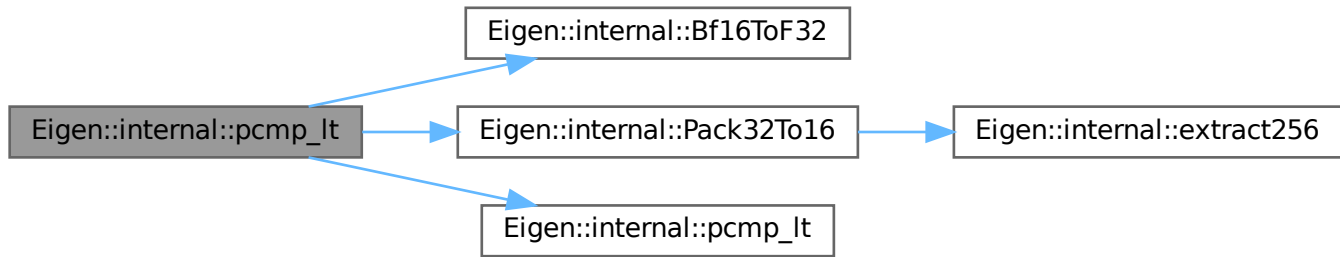 Eigen::internal::Bf16ToF32
Eigen::internal::pcmp_lt
Eigen::internal::Pack32To16
Eigen::internal::extract256
Eigen::internal::pcmp_lt